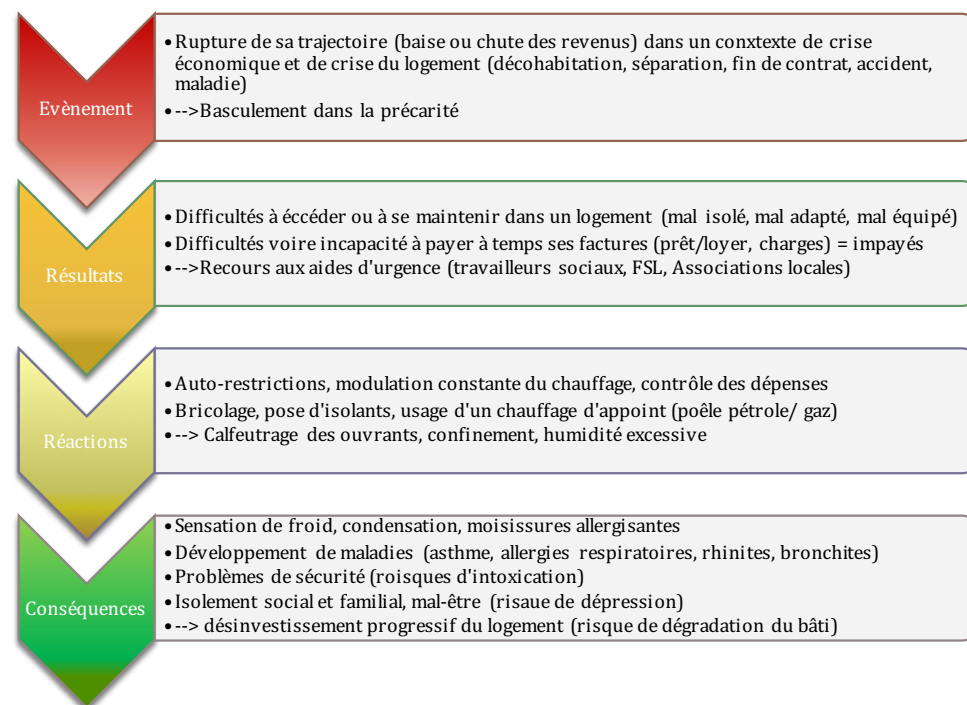 Evènement
•Rupture de sa trajectoire (baise ou chute des revenus) dans un conxtexte de crise
économique et de crise du logement (décohabitation, séparation, fin de contrat, accident,
maladie)
•-->Basculement dans la précarité
Résultats
•Difficultés à éccéder ou à se maintenir dans un logement (mal isolé, mal adapté, mal équipé)
•Difficultés voire incapacité à payer à temps ses factures (prêt/loyer, charges) = impayés
•-->Recours aux aides d'urgence (travailleurs sociaux, FSL, Associations locales)
Réactions
•Auto-restrictions, modulation constante du chauffage, contrôle des dépenses
•Bricolage, pose d'isolants, usage d'un chauffage d'appoint (poêle pétrole/ gaz)
•--> Calfeutrage des ouvrants, confinement, humidité excessive
Conséquences
•Sensation de froid, condensation, moisissures allergisantes
•Développement de maladies (asthme, allergies respiratoires, rhinites, bronchites)
•Problèmes de sécurité (roisques d'intoxication)
•Isolement social et familial, mal-être (risaue de dépression)
•--> désinvestissement progressif du logement (risque de dégradation du bâti)